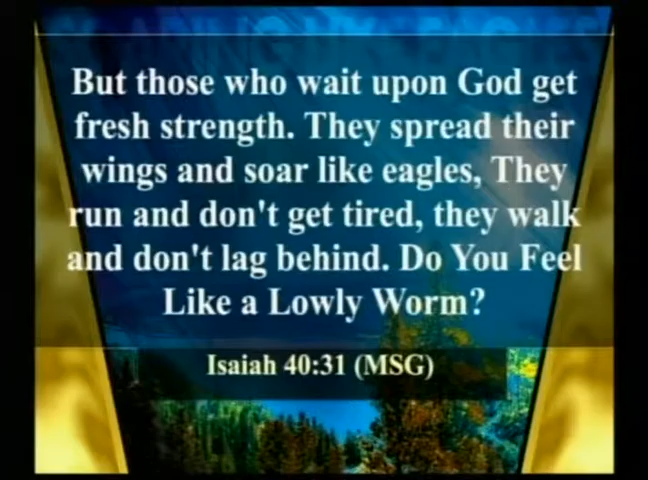 But those who wait upon God get
fresh strength. They spread their
wings and soar like eagles, They
run and don't get tired, they walk
and don't lag behind. Do You Feel
Like a Lowly Worm?
Isaiah 40:31 (MSG)